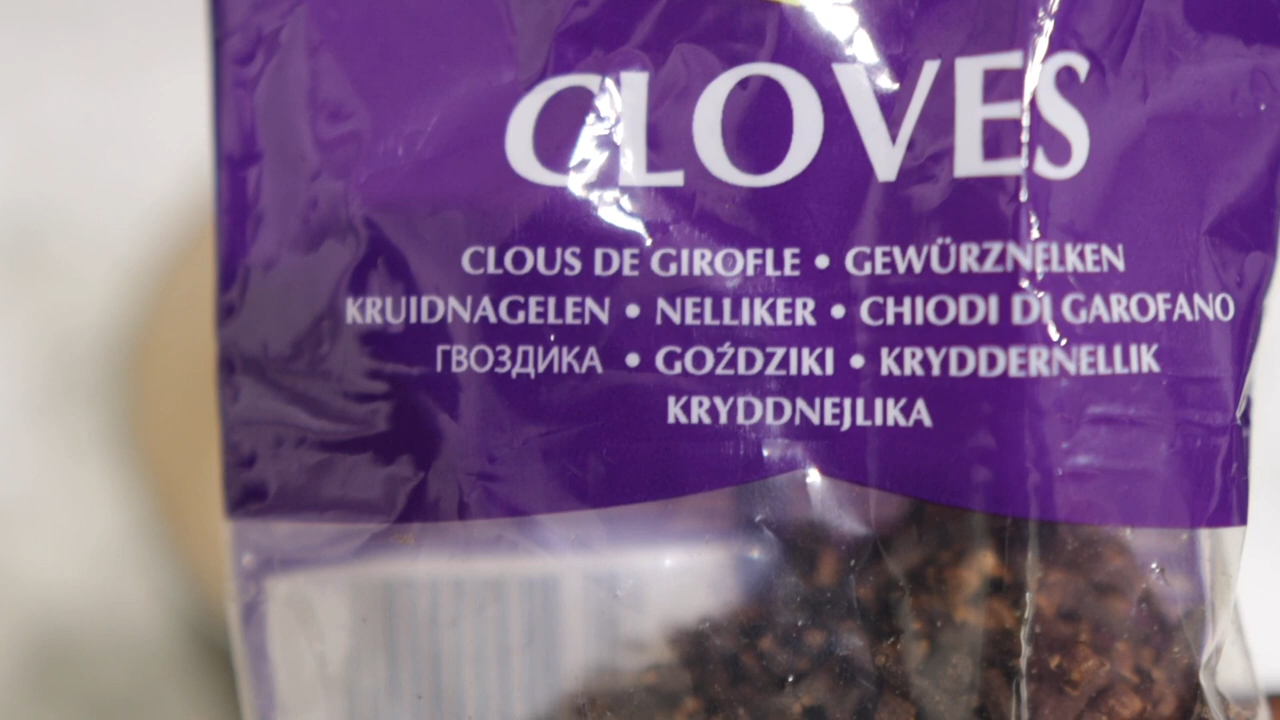 CLOVES
CLOUS DE GIROFLE • GEWÜRZNELKEN
KRUIDNAGELEN • NELLIKER • CHIODI DI GAROFANO
ГВОЗДИКА • GOŹDZIKI • KRYDDERNELLIK
KRYDDNEJLIKA